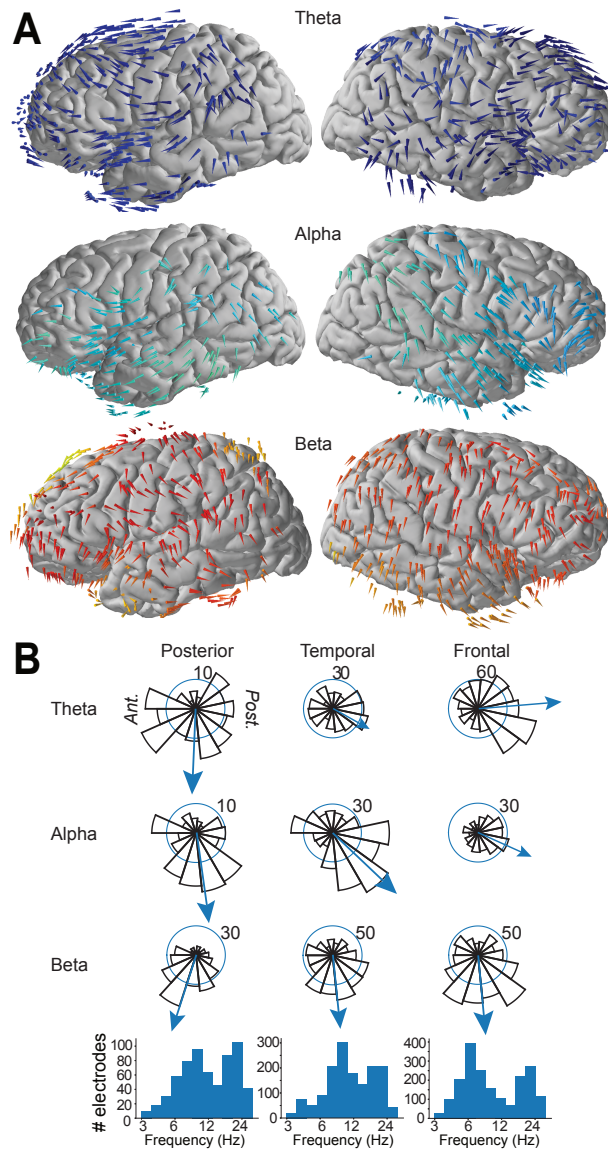 A
Theta
Alpha
Beta
B
Posterior Temporal Frontal
10 30 60
Theta
Ant. Post.
10 30 30
Alpha
30 50 50
Beta
# electrodes
100
80
60
40
20
0
3 6 12 24
Frequency (Hz)
300
200
100
0
3 6 12 24
Frequency (Hz)
400
300
200
100
0
3 6 12 24
Frequency (Hz)